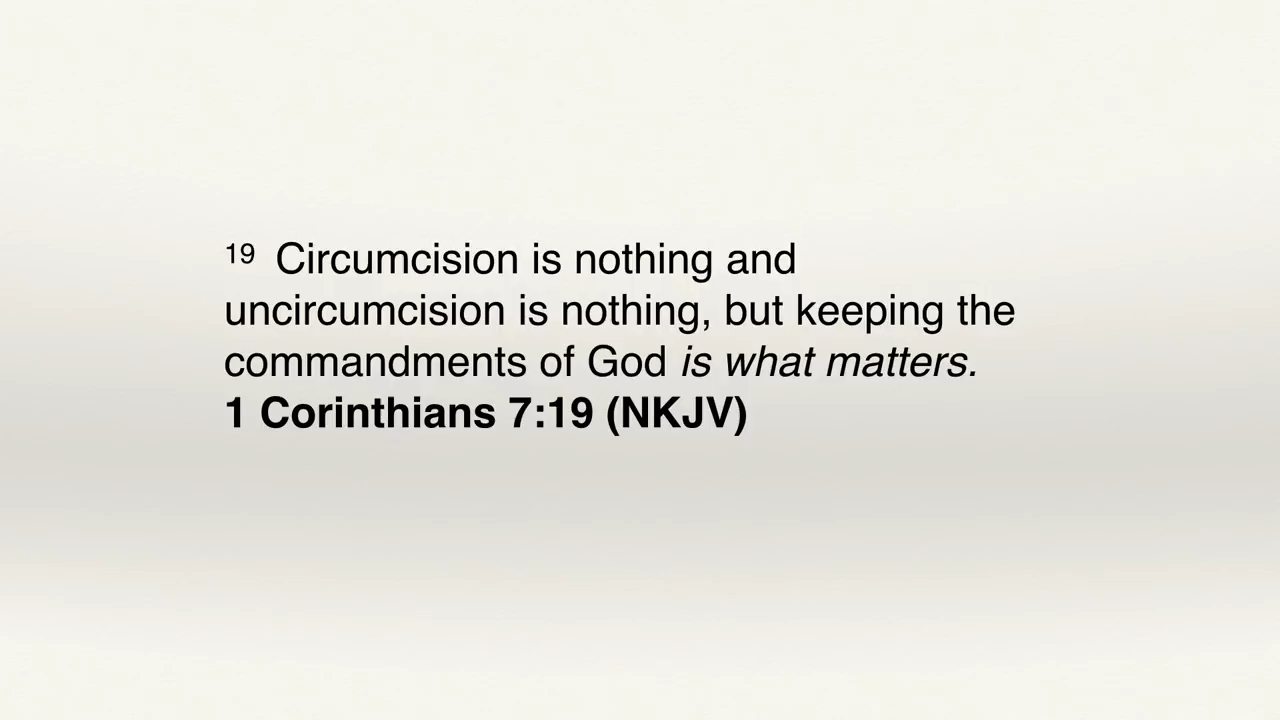 19 Circumcision is nothing and
uncircumcision is nothing, but keeping the
commandments of God is what matters.
1 Corinthians 7:19 (NKJV)